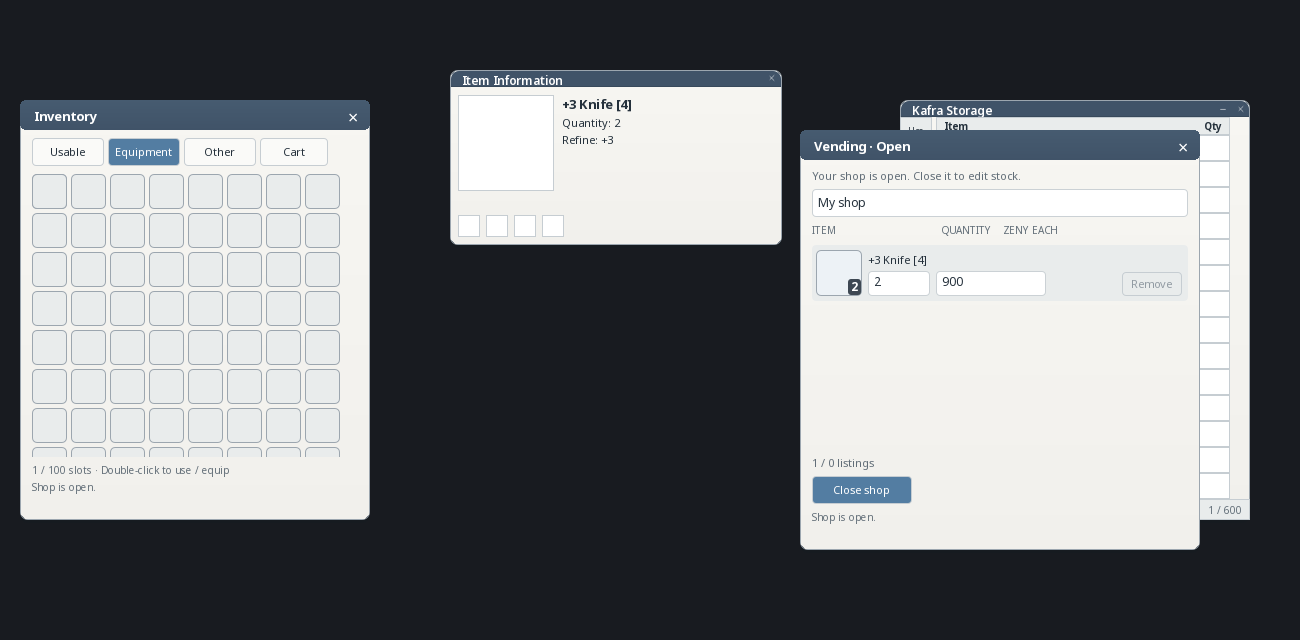 Inventory ×
Usable Equipment Other Cart
1 / 100 slots · Double-click to use / equip
Shop is open.
Item Information ×
+3 Knife [4]
Quantity: 2
Refine: +3
Kafra Storage – ×
Item Qty
1 / 600
Vending · Open ×
Your shop is open. Close it to edit stock.
My shop
ITEM QUANTITY ZENY EACH
+3 Knife [4]
2 2 900 Remove
1 / 0 listings
Close shop
Shop is open.